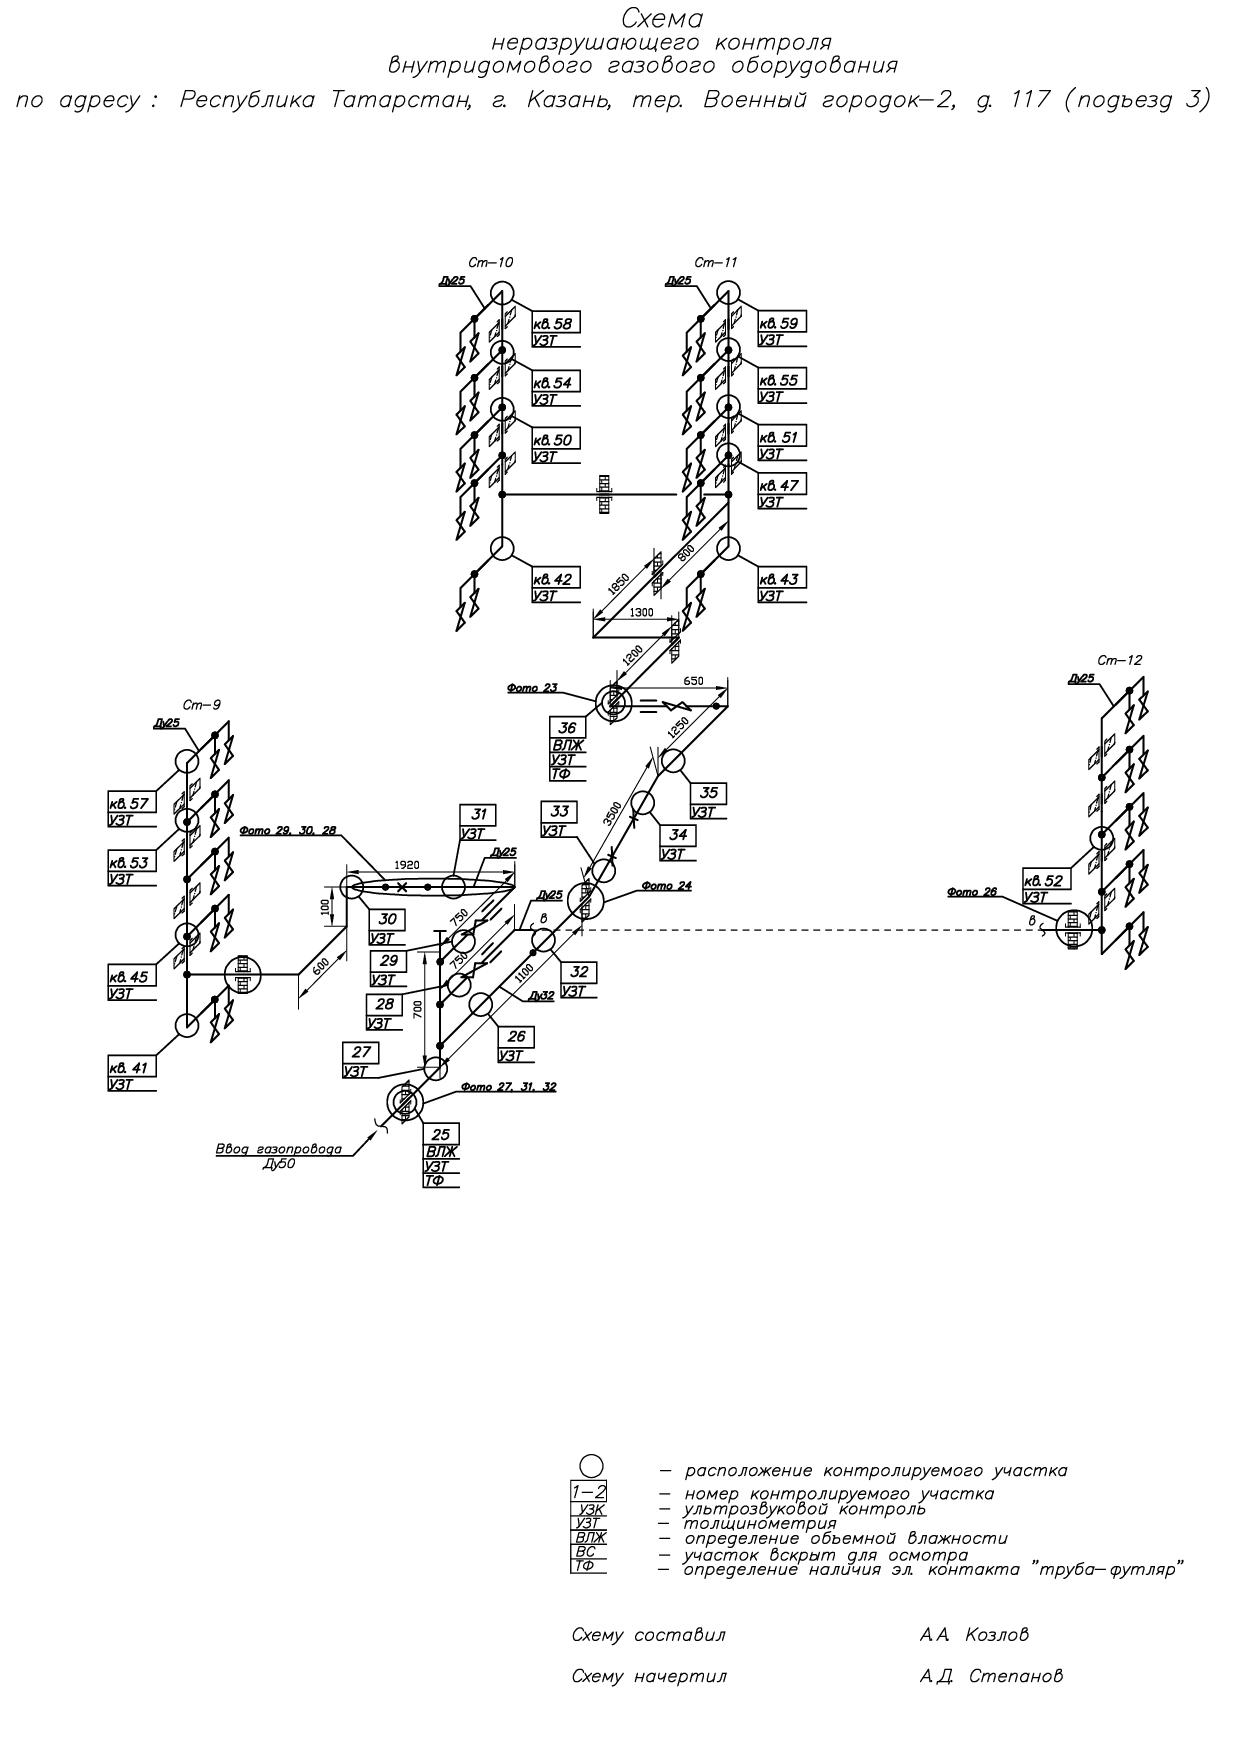 Схема
неразрушающего контроля
внутридомового газового оборудования
по адресу : Республика Татарстан, г. Казань, тер. Военный городок-2, д. 117 (подъезд 3)
Ст-10
Ст-11
Ду25
Ду25
кв.58
УЗТ
кв.59
УЗТ
кв.54
УЗТ
кв.55
УЗТ
кв.50
УЗТ
кв.51
УЗТ
кв.47
УЗТ
800
кв.42
УЗТ
кв.43
УЗТ
1850
1300
1200
Ст-12
Ду25
650
Фото 23
Ст-9
Ду25
36
ВЛЖ
УЗТ
ТФ
1250
35
УЗТ
кв.57
УЗТ
31
УЗТ
33
УЗТ
3500
34
УЗТ
Фото 29, 30, 28
кв.53
УЗТ
1920
Ду25
кв.52
УЗТ
Фото 24
Фото 26
Ду25
100
30
УЗТ
750
в
в
29
УЗТ
750
32
УЗТ
600
1100
кв.45
УЗТ
28
УЗТ
700
Ду32
26
УЗТ
27
УЗТ
кв.41
УЗТ
Фото 27, 31, 32
25
ВЛЖ
УЗТ
ТФ
Ввод газопровода
Ду50
– расположение контролируемого участка
1-2 – номер контролируемого участка
УЗК – ультрозвуковой контроль
УЗТ – толщинометрия
ВЛЖ – определение объемной влажности
ВС – участок вскрыт для осмотра
ТФ – определение наличия эл. контакта "труба-футляр"
Схему составил А.А. Козлов
Схему начертил А.Д. Степанов